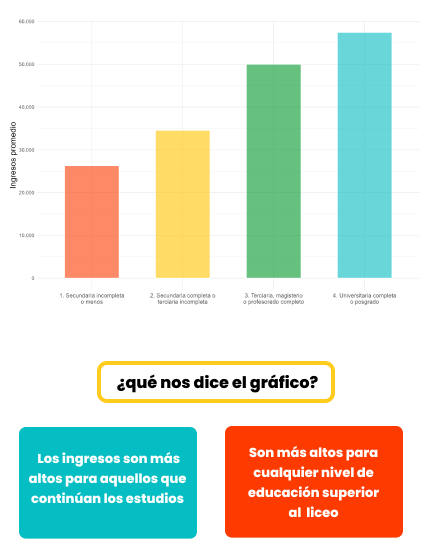 60.000
50.000
40.000
30.000
20.000
10.000
0
Ingresos promedio
1. Secundaria incompleta
o menos
2. Secundaria completa o
terciaria incompleta
3. Terciaria, magisterio
o profesorado completo
4. Universitaria completa
o posgrado
¿qué nos dice el gráfico?
Los ingresos son más
altos para aquellos que
continúan los estudios
Son más altos para
cualquier nivel de
educación superior
al liceo